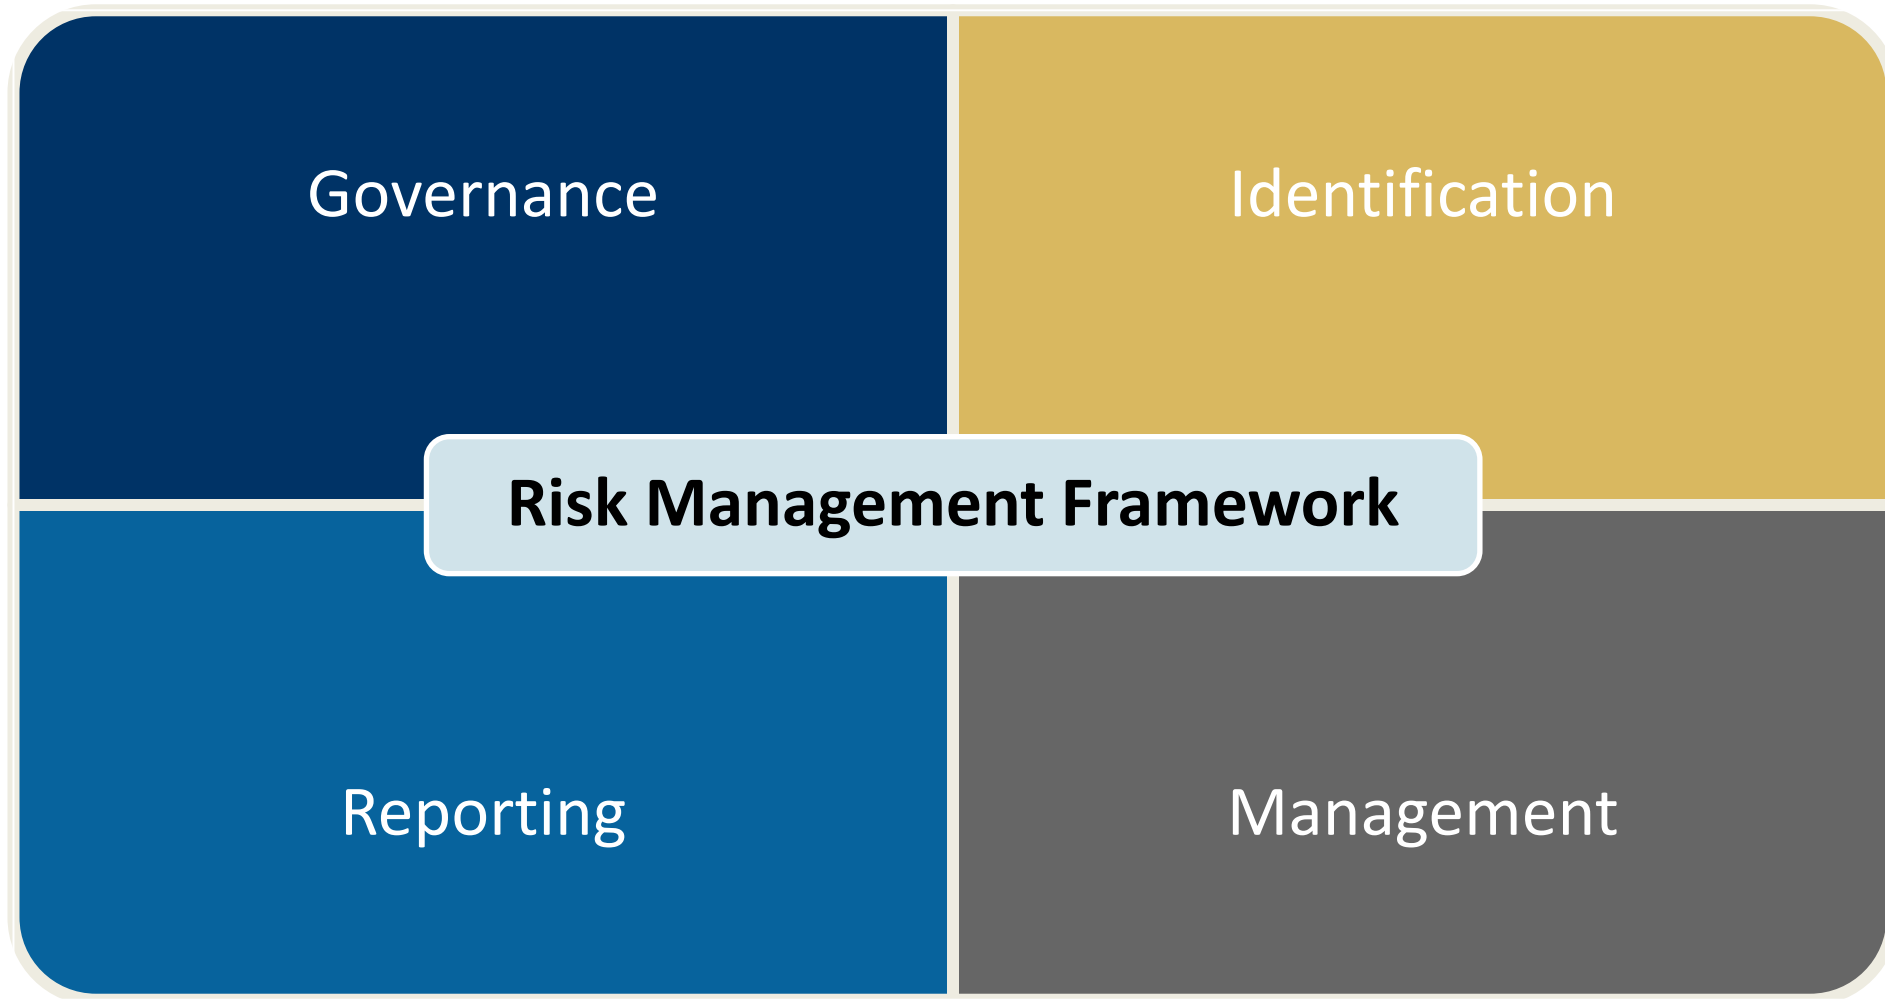 Governance
Identification
Risk Management Framework
Reporting
Management